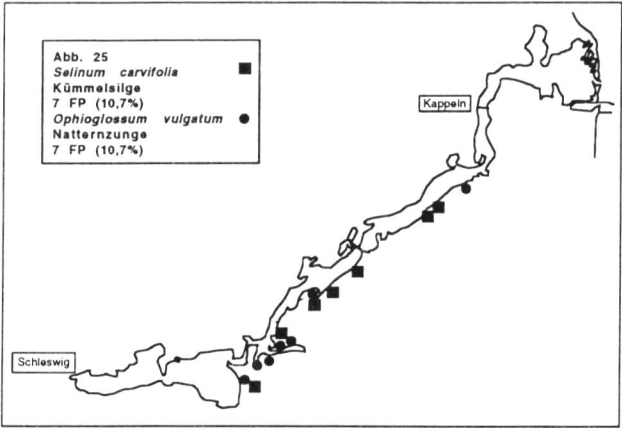 Abb. 25
Selinum carvifolia
Kümmelsilge
7 FP (10,7%)
Ophioglossum vulgatum
Natternzunge
7 FP (10,7%)
Kappeln
Schleswig